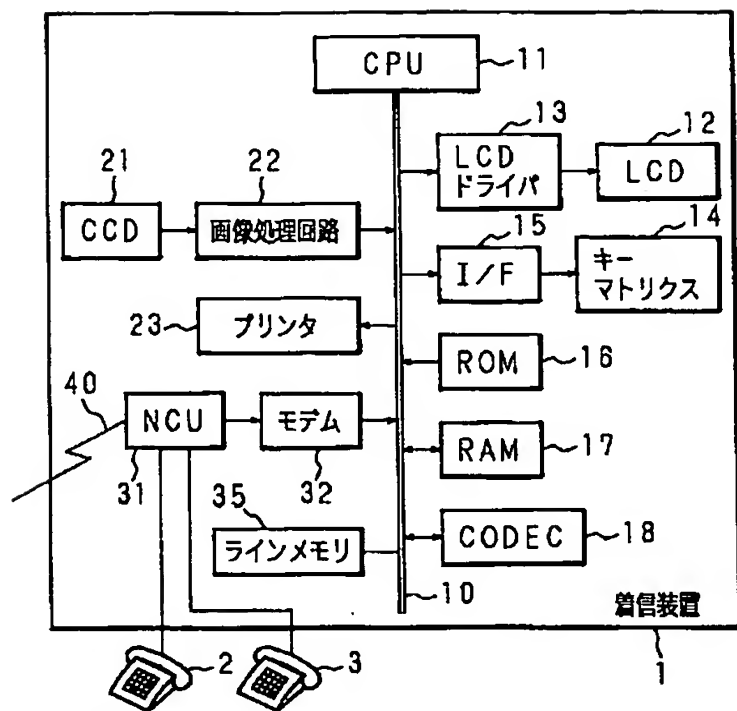 CPU
11
13
12
LCD
ドライバ
LCD
21
22
CCD
画像処理回路
15
14
I/F
キー
マトリクス
23
プリンタ
ROM
16
40
NCU
モデム
RAM
17
31
32
35
ラインメモリ
CODEC
18
10
着信装置
2
3
1